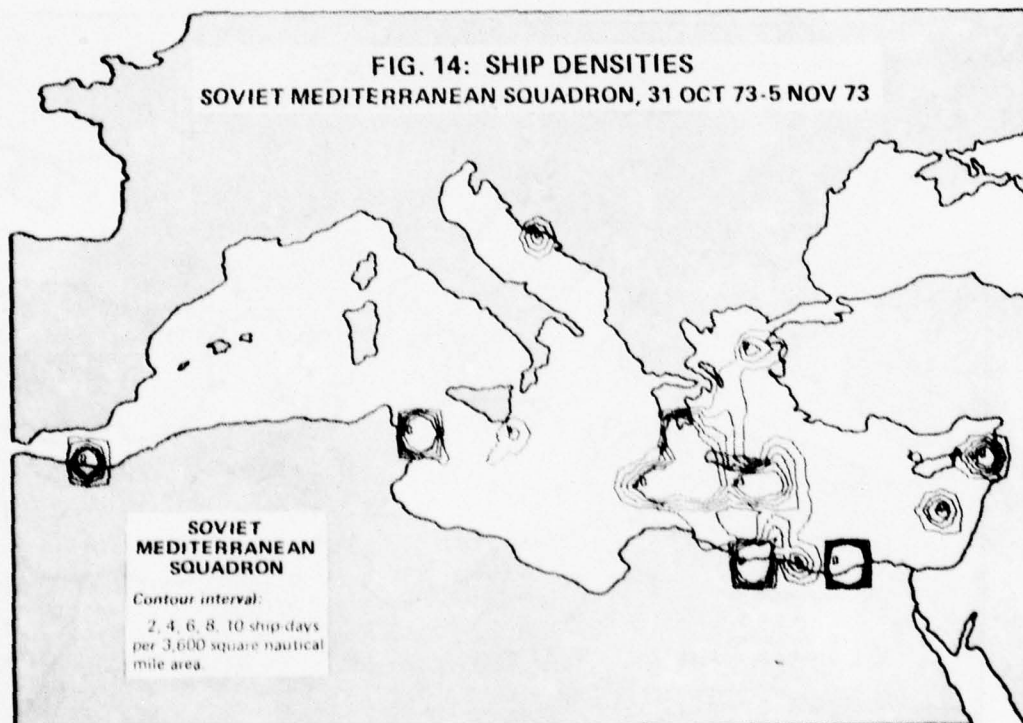 FIG. 14: SHIP DENSITIES
SOVIET MEDITERRANEAN SQUADRON, 31 OCT 73-5 NOV 73
SOVIET
MEDITERRANEAN
SQUADRON
Contour interval:
2, 4, 6, 8, 10 ship-days
per 3,600 square nautical
mile area.